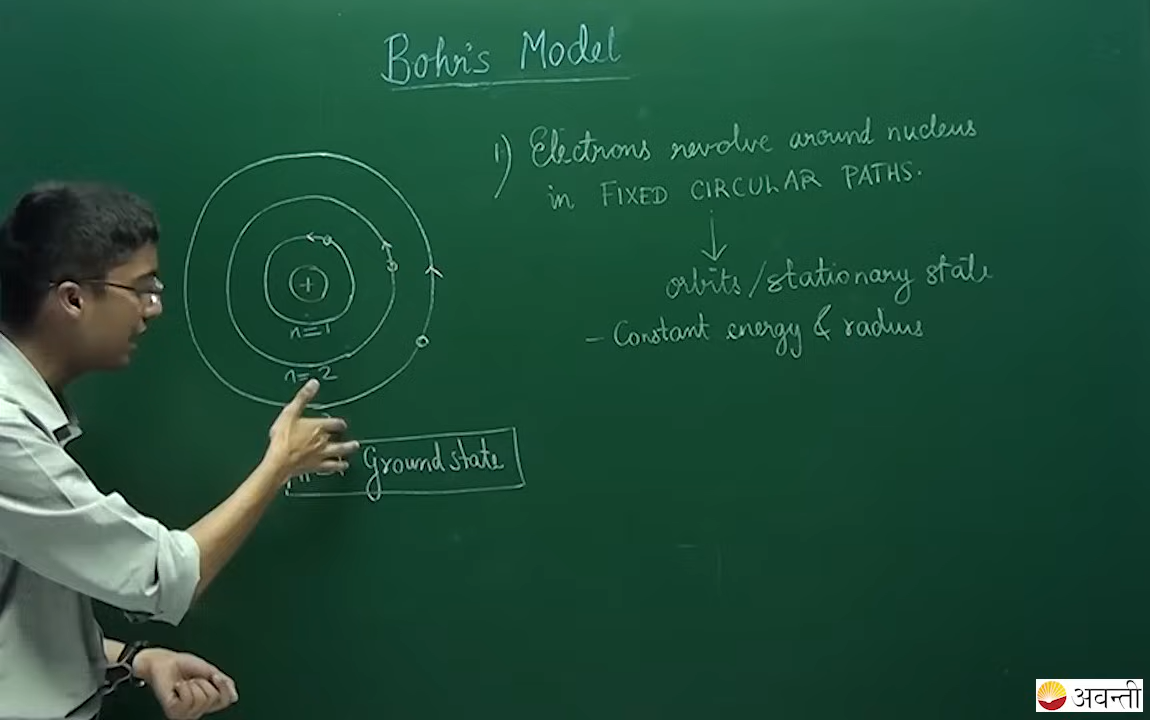 Bohr's Model
1) Electrons revolve around nucleus
in FIXED CIRCULAR PATHS.
orbits/stationary state
- Constant energy & radius
+
n=1
n=2
Ground state
अवन्ती